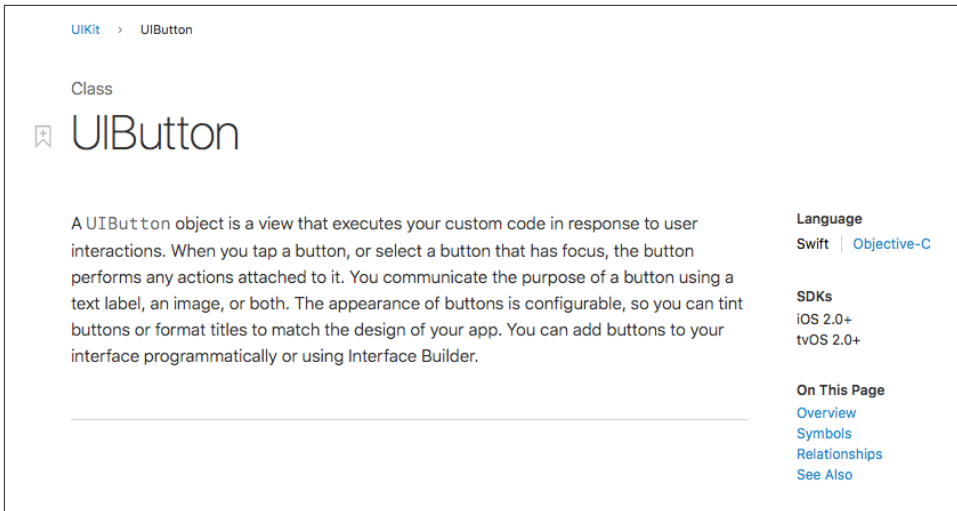 UIKit > UIButton
Class
UIButton
A UIButton object is a view that executes your custom code in response to user
interactions. When you tap a button, or select a button that has focus, the button
performs any actions attached to it. You communicate the purpose of a button using a
text label, an image, or both. The appearance of buttons is configurable, so you can tint
buttons or format titles to match the design of your app. You can add buttons to your
interface programmatically or using Interface Builder.
Language
Swift | Objective-C
SDKs
iOS 2.0+
tvOS 2.0+
On This Page
Overview
Symbols
Relationships
See Also